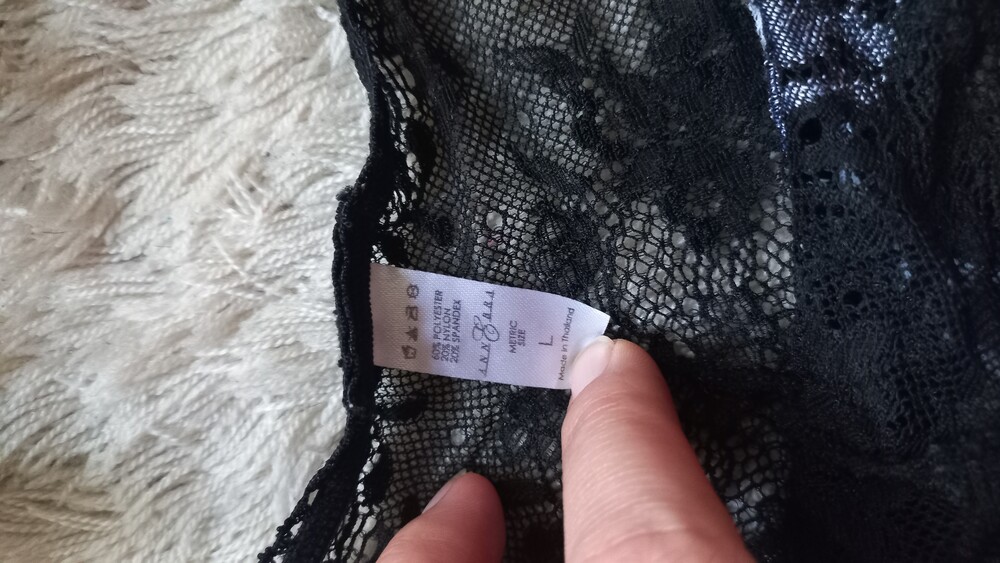 60% POLYESTER
20% NYLON
20% SPANDEX
METRIC
SIZE
L
Made in Thailand